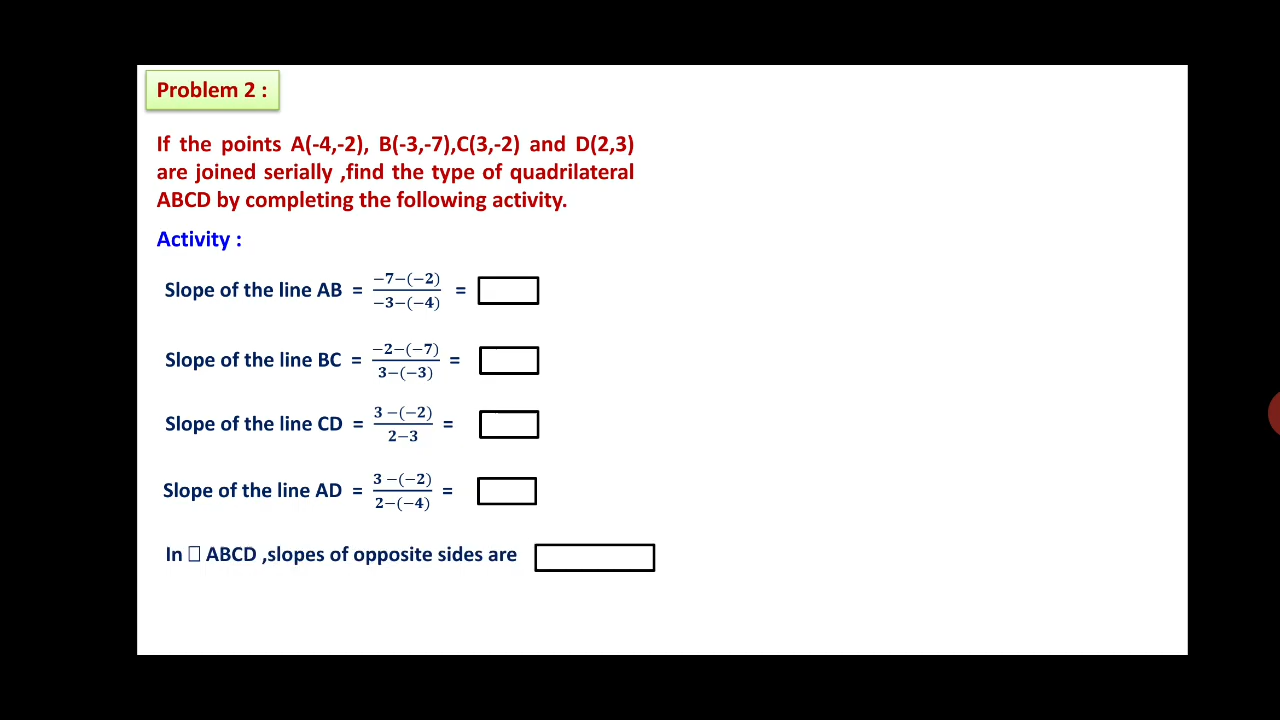 Problem 2 :
If the points A(-4,-2), B(-3,-7),C(3,-2) and D(2,3)
are joined serially ,find the type of quadrilateral
ABCD by completing the following activity.
Activity :
Slope of the line AB = −7−(−2) / −3−(−4) =
Slope of the line BC = −2−(−7) / 3−(−3) =
Slope of the line CD = 3 −(−2) / 2−3 =
Slope of the line AD = 3 −(−2) / 2−(−4) =
In □ ABCD ,slopes of opposite sides are